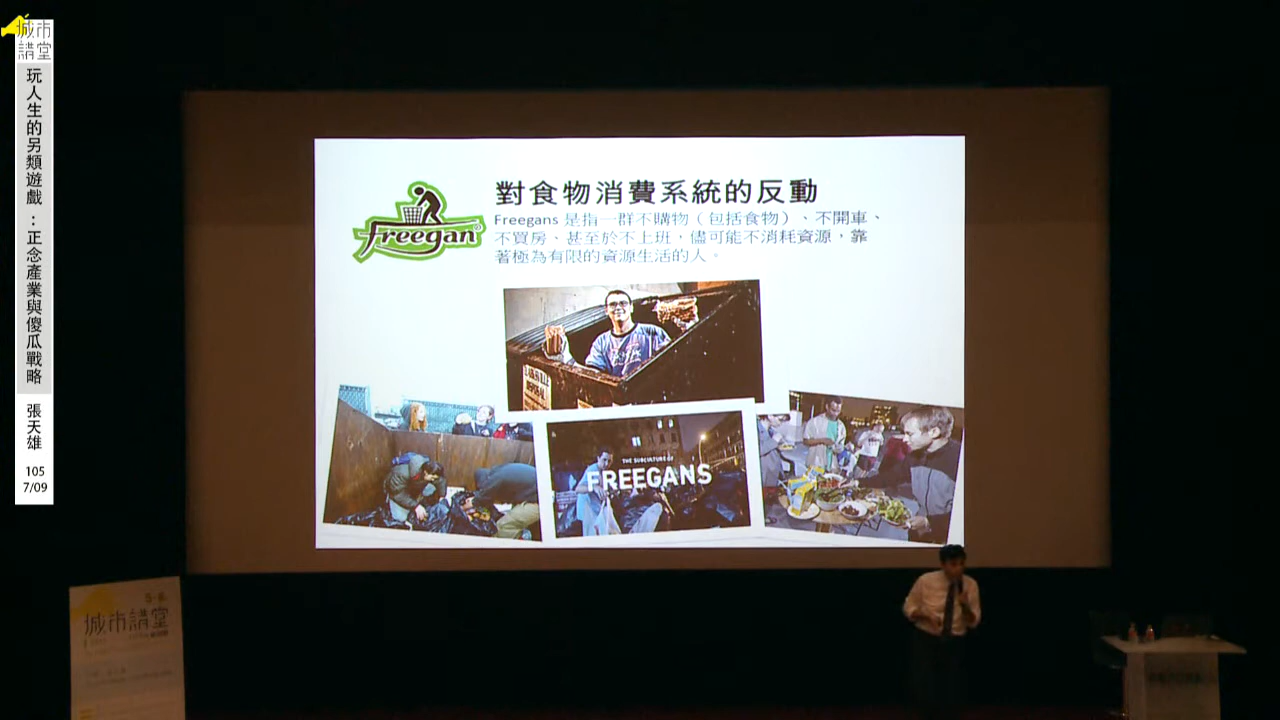 城市
講堂
玩人生的另類遊戲：正念產業與傻瓜戰略
張天雄
105
7/09
freegan
對食物消費系統的反動
Freegans 是指一群不購物（包括食物）、不開車、
不買房、甚至於不上班，儘可能不消耗資源，靠
著極為有限的資源生活的人。
THE SUBCULTURE OF
FREEGANS
城市講堂